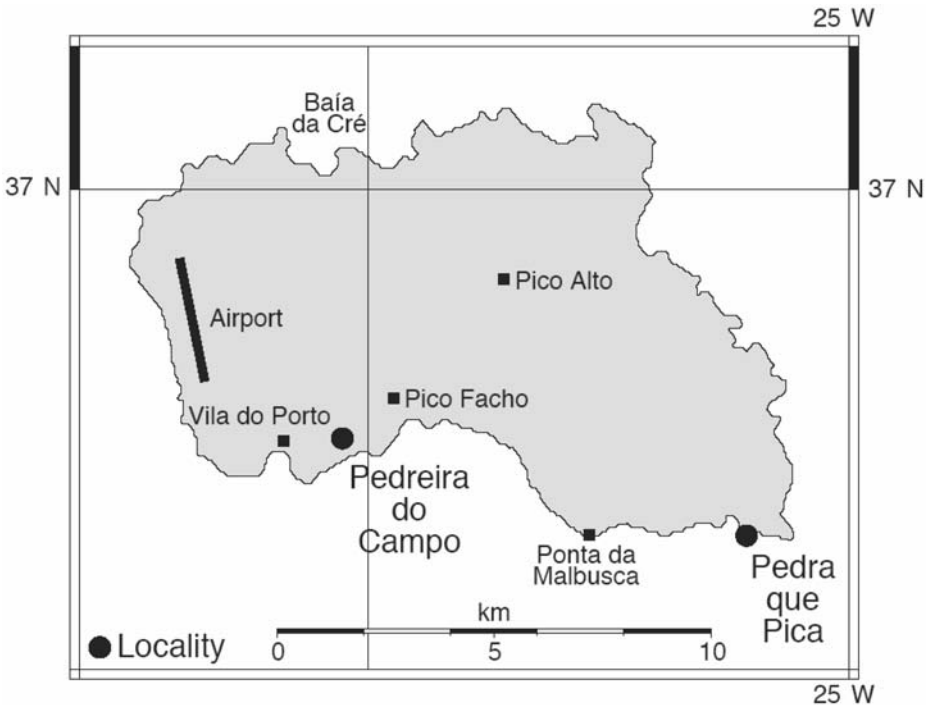 25 W
Baía
da Cré
37 N
37 N
Pico Alto
Airport
Pico Facho
Vila do Porto
Pedreira
do
Campo
Ponta da
Malbusca
Pedra
que
Pica
km
Locality
0 5 10
25 W